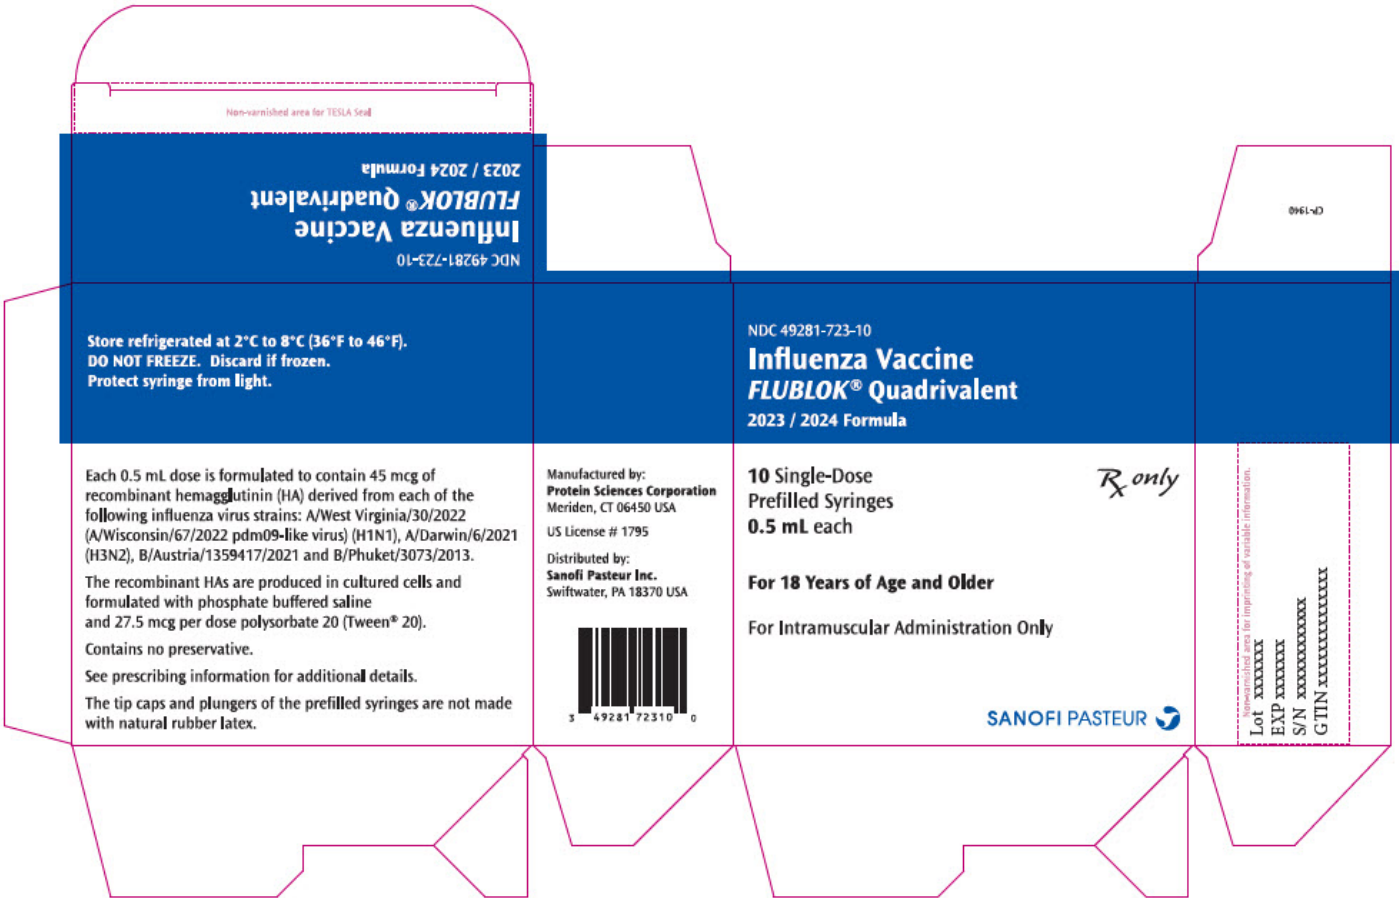 Non-varnished area for TESLA Seal
NDC 49281-723-10
Influenza Vaccine
FLUBLOK® Quadrivalent
2023 / 2024 Formula
CP-1940
Store refrigerated at 2°C to 8°C (36°F to 46°F).
DO NOT FREEZE. Discard if frozen.
Protect syringe from light.
Each 0.5 mL dose is formulated to contain 45 mcg of
recombinant hemagglutinin (HA) derived from each of the
following influenza virus strains: A/West Virginia/30/2022
(A/Wisconsin/67/2022 pdm09-like virus) (H1N1), A/Darwin/6/2021
(H3N2), B/Austria/1359417/2021 and B/Phuket/3073/2013.
The recombinant HAs are produced in cultured cells and
formulated with phosphate buffered saline
and 27.5 mcg per dose polysorbate 20 (Tween® 20).
Contains no preservative.
See prescribing information for additional details.
The tip caps and plungers of the prefilled syringes are not made
with natural rubber latex.
Manufactured by:
Protein Sciences Corporation
Meriden, CT 06450 USA
US License # 1795
Distributed by:
Sanofi Pasteur Inc.
Swiftwater, PA 18370 USA
3 49281 72310 0
NDC 49281-723-10
Influenza Vaccine
FLUBLOK® Quadrivalent
2023 / 2024 Formula
10 Single-Dose
Prefilled Syringes
0.5 mL each
Rx only
For 18 Years of Age and Older
For Intramuscular Administration Only
SANOFI PASTEUR
Non-varnished area for imprinting of variable information.
Lot xxxxxxx
EXP xxxxxxx
S/N xxxxxxxxxxxx
GTIN xxxxxxxxxxxxxx